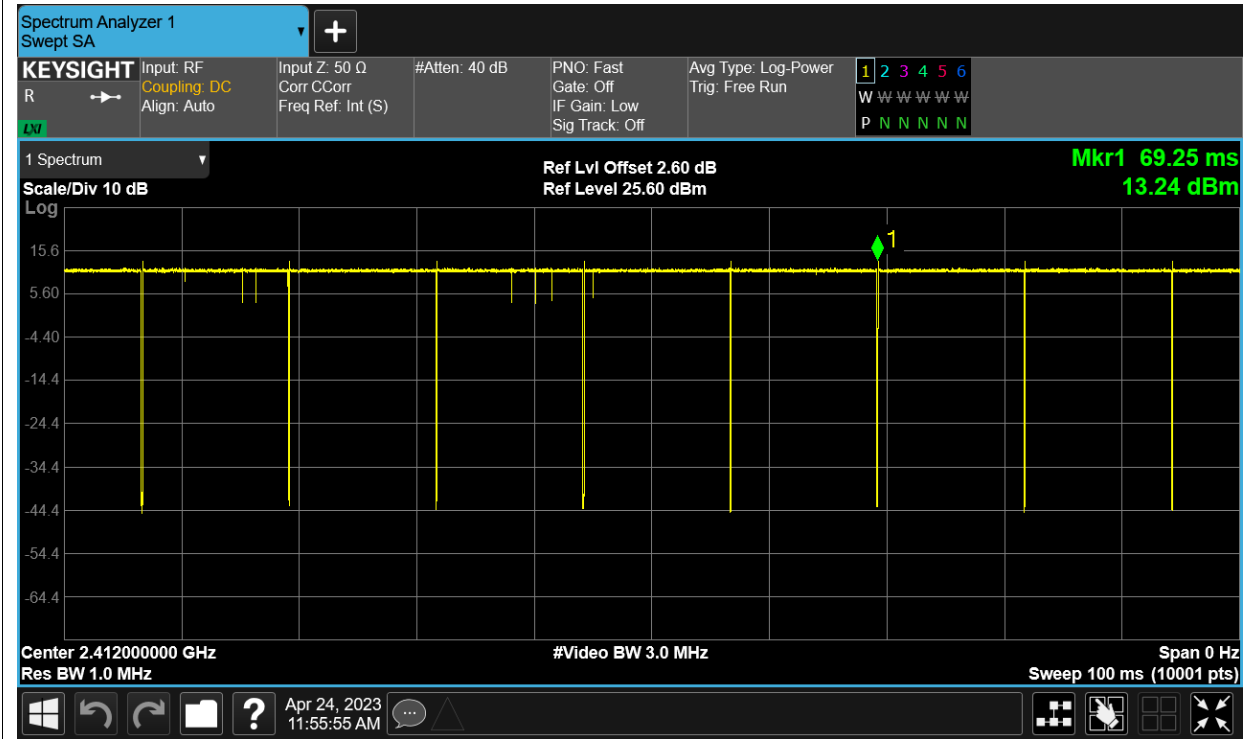 Spectrum Analyzer 1
Swept SA
KEYSIGHT
R
LXI
Input: RF
Coupling: DC
Align: Auto
Input Z: 50 Ω
Corr CCorr
Freq Ref: Int (S)
#Atten: 40 dB
PNO: Fast
Gate: Off
IF Gain: Low
Sig Track: Off
Avg Type: Log-Power
Trig: Free Run
1 2 3 4 5 6
W W W W W W
P N N N N N
1 Spectrum
Scale/Div 10 dB
Log
Ref Lvl Offset 2.60 dB
Ref Level 25.60 dBm
Mkr1 69.25 ms
13.24 dBm
1
15.6
5.60
-4.40
-14.4
-24.4
-34.4
-44.4
-54.4
-64.4
Center 2.412000000 GHz
Res BW 1.0 MHz
#Video BW 3.0 MHz
Span 0 Hz
Sweep 100 ms (10001 pts)
?
Apr 24, 2023
11:55:55 AM